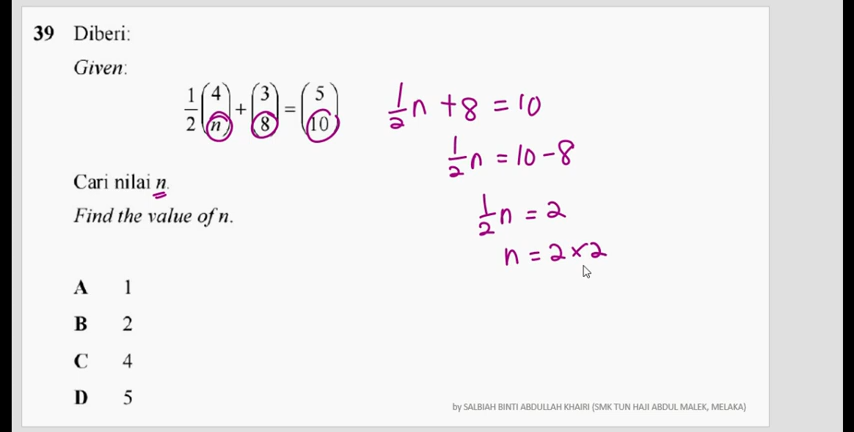 39 Diberi:
Given:
1/2 (4 n) + (3 8) = (5 10)
1/2 n + 8 = 10
1/2 n = 10 - 8
1/2 n = 2
n = 2 × 2
Cari nilai n.
Find the value of n.
A 1
B 2
C 4
D 5
by SALBIAH BINTI ABDULLAH KHAIRI (SMK TUN HAJI ABDUL MALEK, MELAKA)